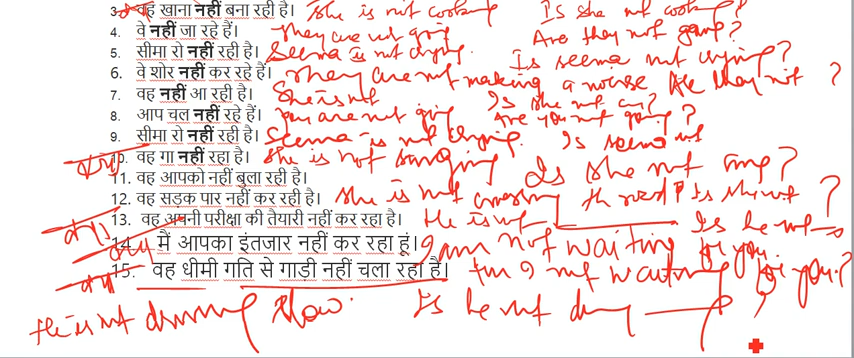 3. वह खाना नहीं बना रही है। She is not cooking Is she not cooking?
4. वे नहीं जा रहे हैं। They are not going Are they not going?
5. सीमा रो नहीं रही है। Seema is not crying. Is seema not crying?
6. वे शोर नहीं कर रहे हैं। They are not making a nouse Are they not ?
7. वह नहीं आ रही है। She is not Is she not
8. आप चल नहीं रहे हैं। you are not going Are you not going?
9. सीमा रो नहीं रही है। Seema is not crying. Is seema not
10. वह गा नहीं रहा है। She is not singing Is she not sing?
11. वह आपको नहीं बुला रही है।
12. वह सड़क पार नहीं कर रही है। She is not crossing the road? Is she not ?
13. वह अपनी परीक्षा की तैयारी नहीं कर रहा है। He is not Is he not
14. मैं आपका इंतजार नहीं कर रहा हूं। I am not waiting for you.
15. वह धीमी गति से गाड़ी नहीं चला रहा है। Am I not waiting for you?
He is not driving slow. Is he not ?